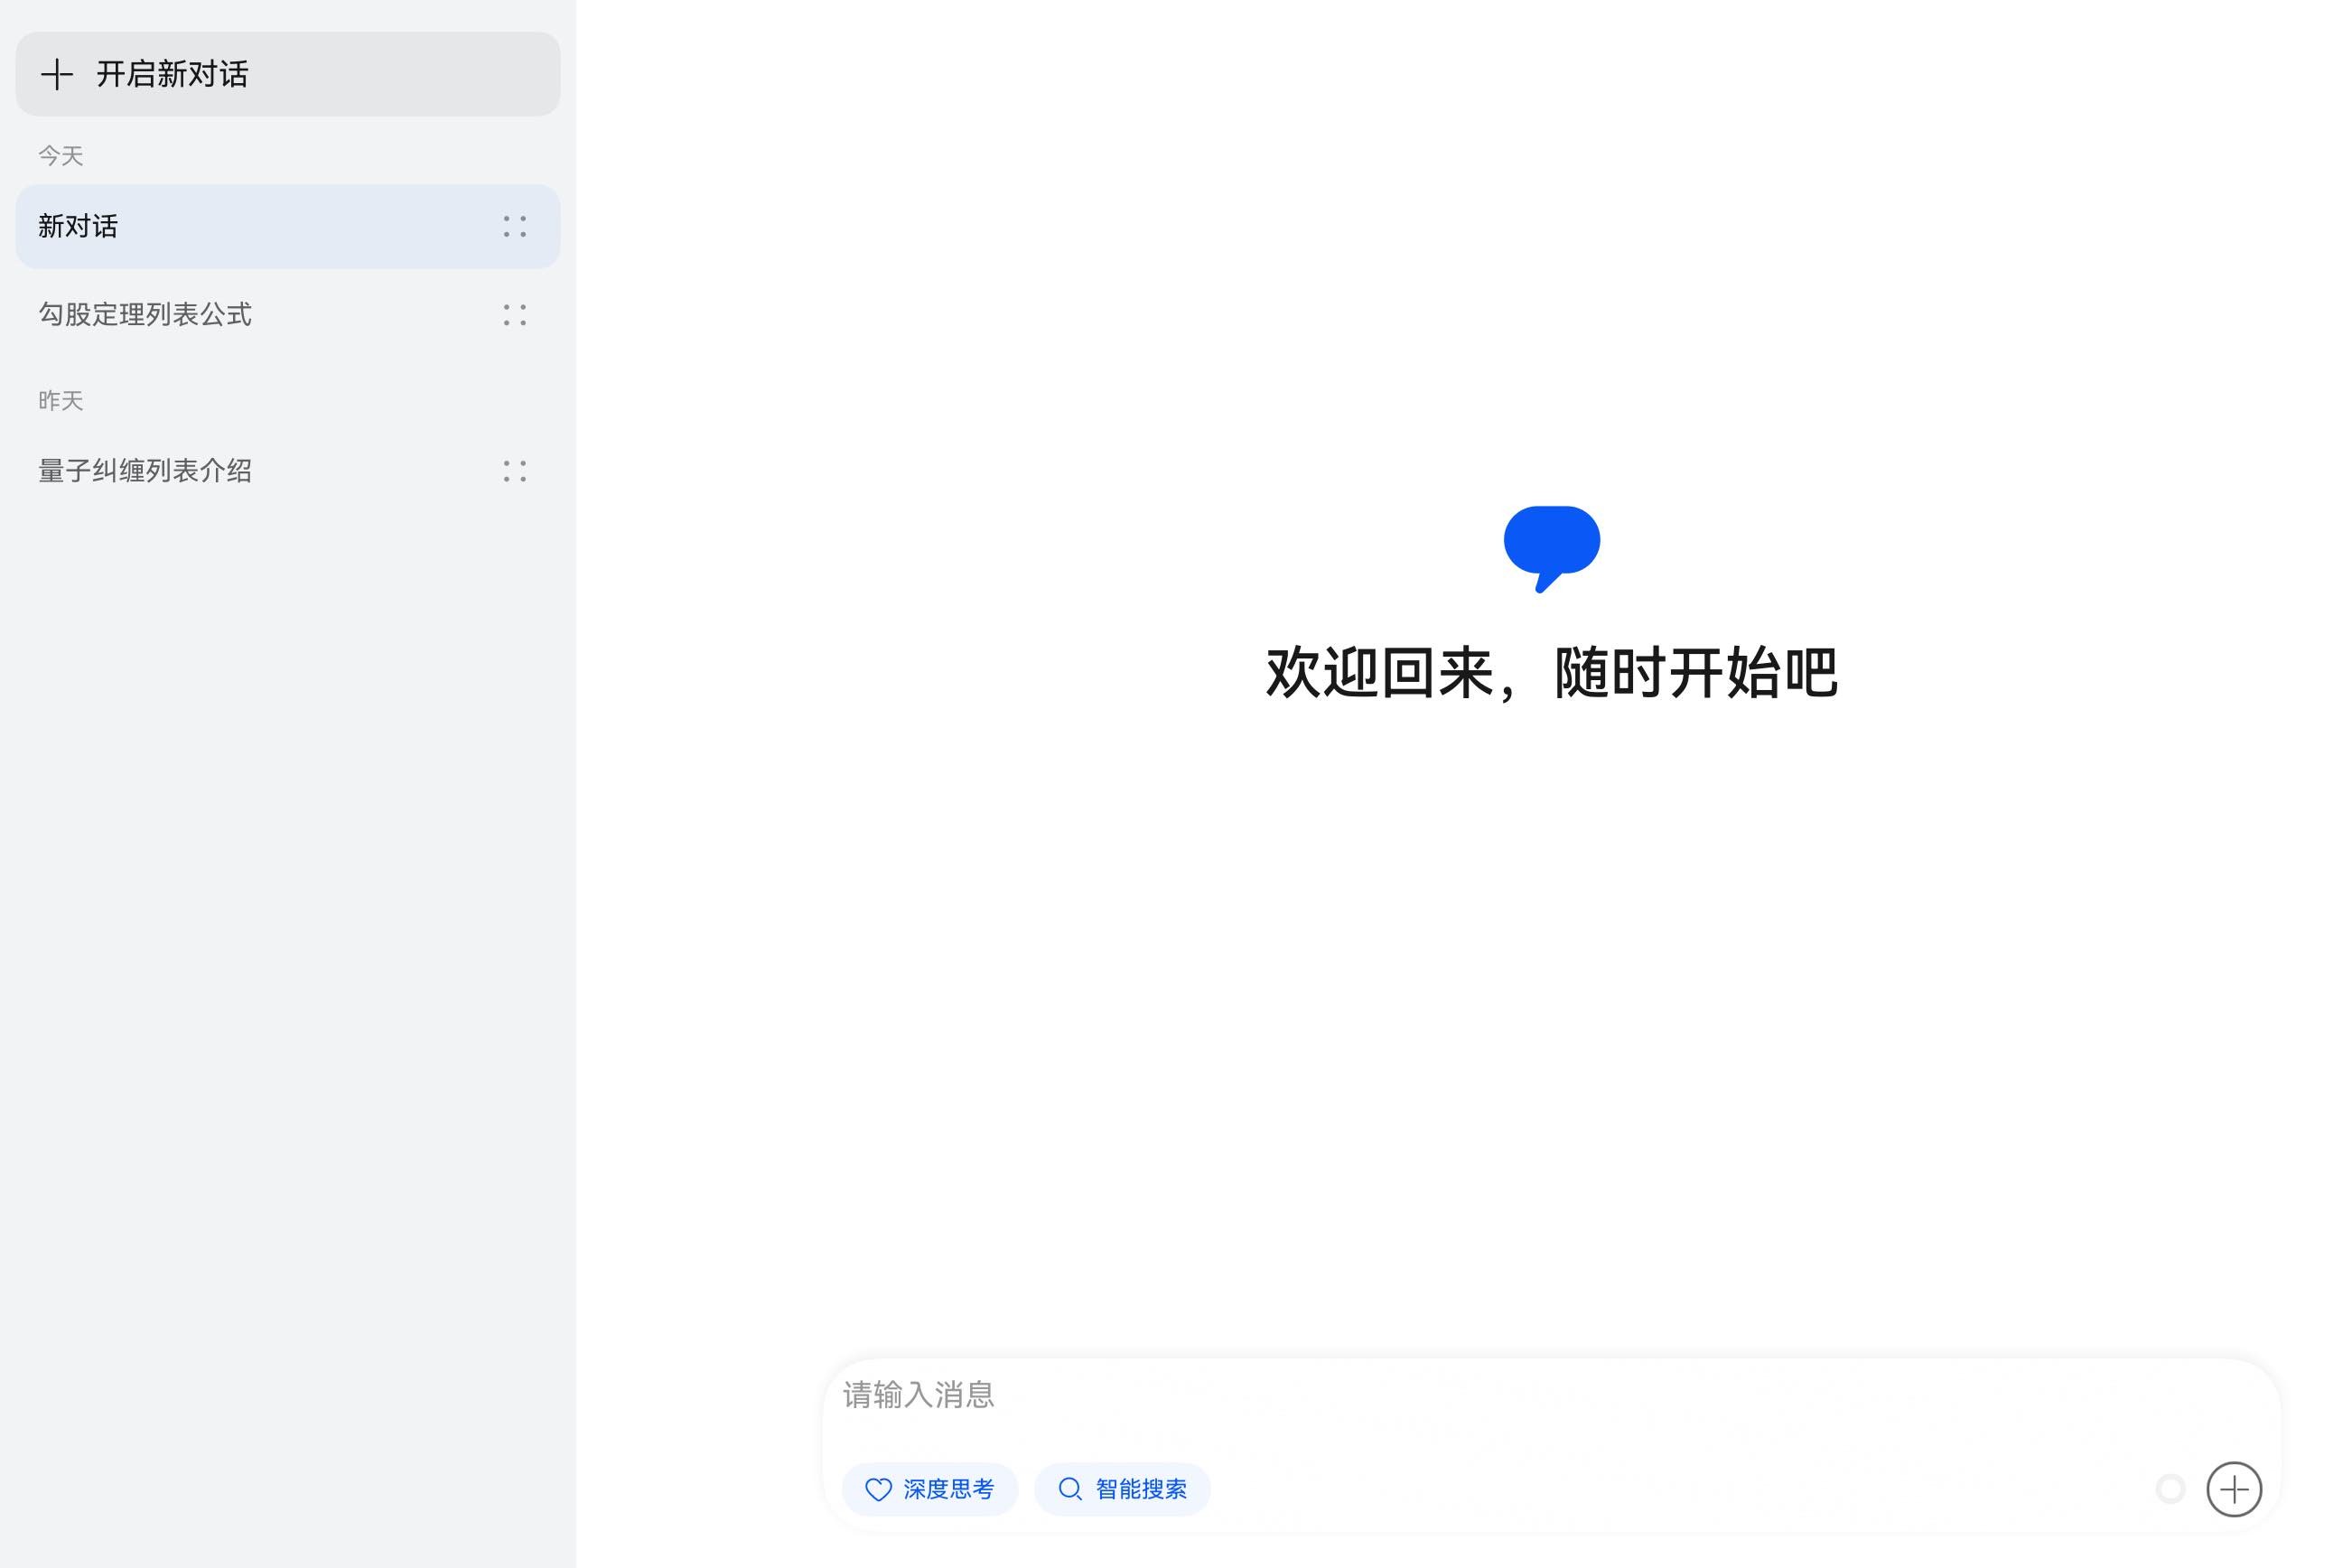 开启新对话
今天
新对话
勾股定理列表公式
昨天
量子纠缠列表介绍
欢迎回来，随时开始吧
请输入消息
深度思考
智能搜索